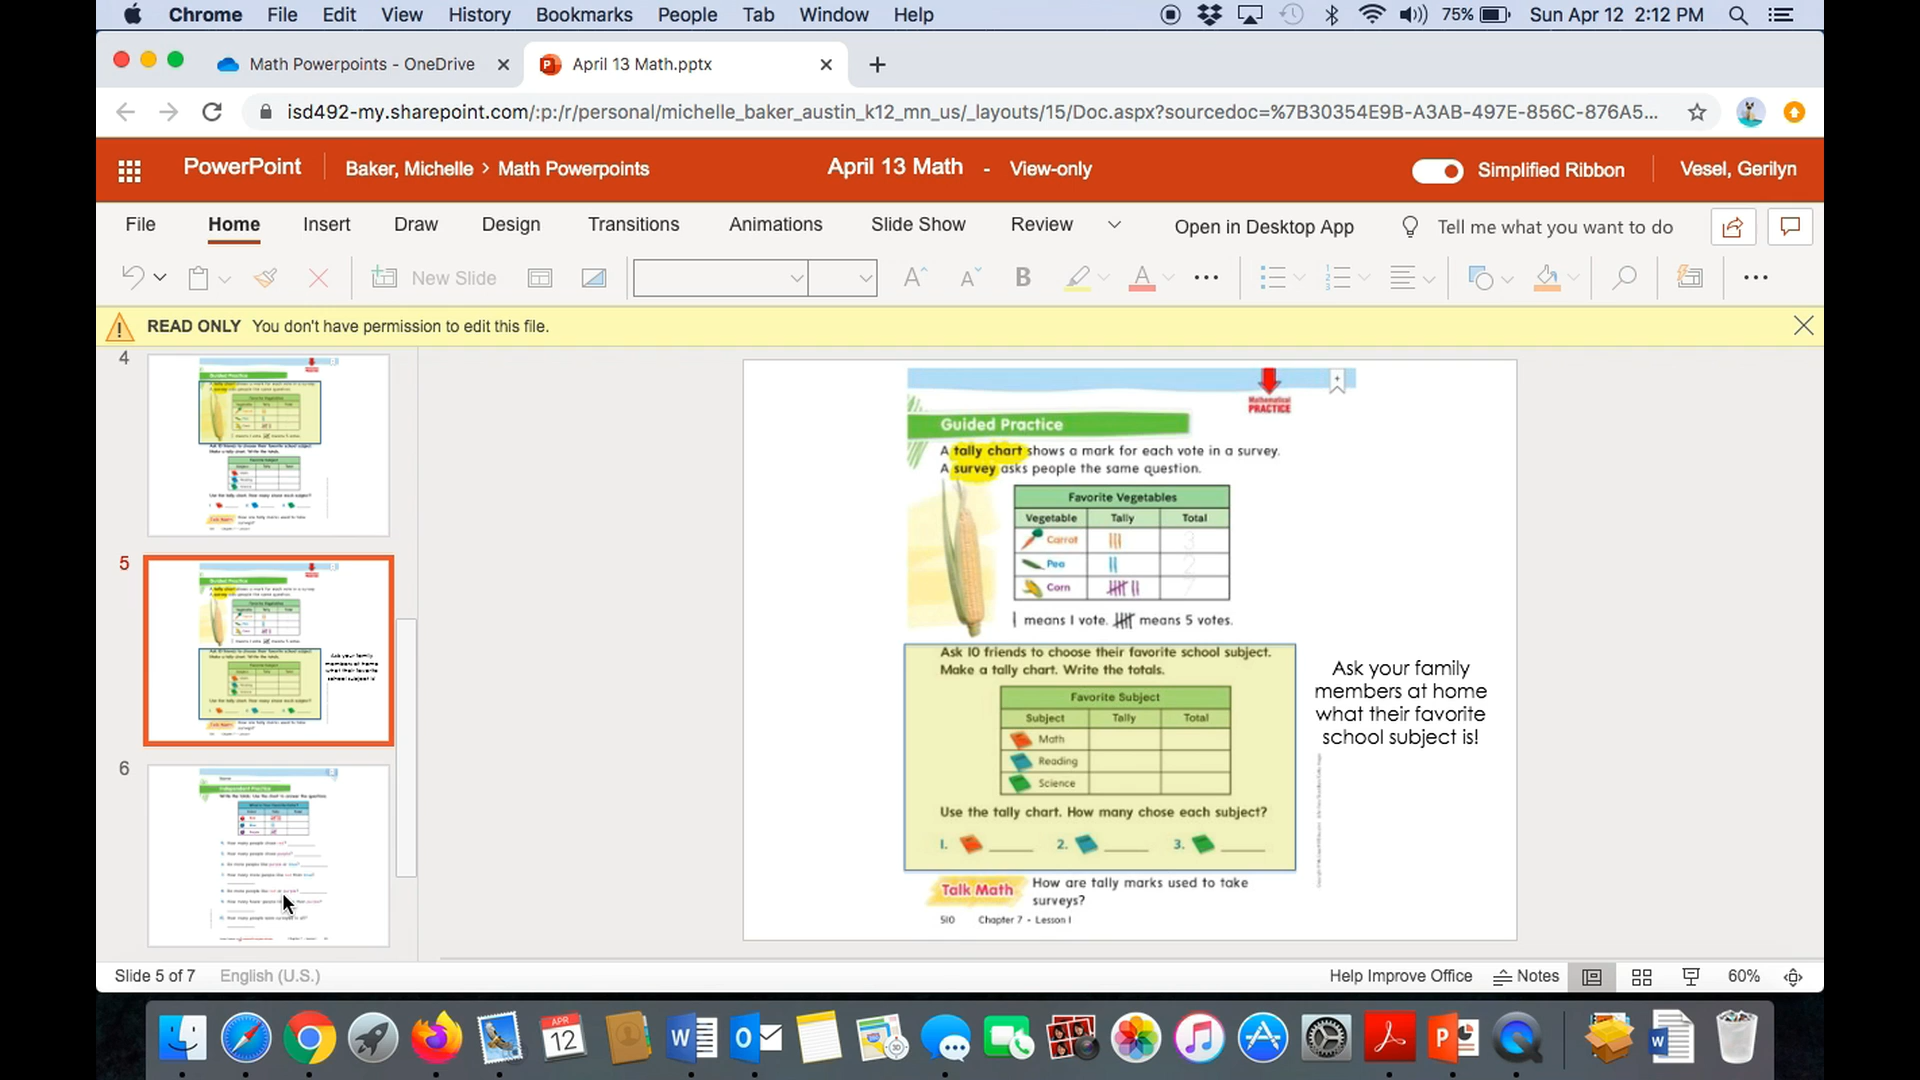 Chrome File Edit View History Bookmarks People Tab Window Help 75% Sun Apr 12 2:12 PM
Math Powerpoints - OneDrive April 13 Math.pptx
isd492-my.sharepoint.com/:p:/r/personal/michelle_baker_austin_k12_mn_us/_layouts/15/Doc.aspx?sourcedoc=%7B30354E9B-A3AB-497E-856C-876A5...
PowerPoint Baker, Michelle > Math Powerpoints April 13 Math - View-only Simplified Ribbon Vesel, Gerilyn
File Home Insert Draw Design Transitions Animations Slide Show Review Open in Desktop App Tell me what you want to do
New Slide
READ ONLY You don't have permission to edit this file.
4
5
6
Mathematical
PRACTICE
Guided Practice
A tally chart shows a mark for each vote in a survey.
A survey asks people the same question.
Favorite Vegetables
Vegetable Tally Total
Carrot 3
Pea 2
Corn 7
means 1 vote. means 5 votes.
Ask 10 friends to choose their favorite school subject.
Make a tally chart. Write the totals.
Favorite Subject
Subject Tally Total
Math
Reading
Science
Use the tally chart. How many chose each subject?
1. 2. 3.
Talk Math How are tally marks used to take
surveys?
510 Chapter 7 - Lesson 1
Ask your family
members at home
what their favorite
school subject is!
Slide 5 of 7 English (U.S.) Help Improve Office Notes 60%
APR
12